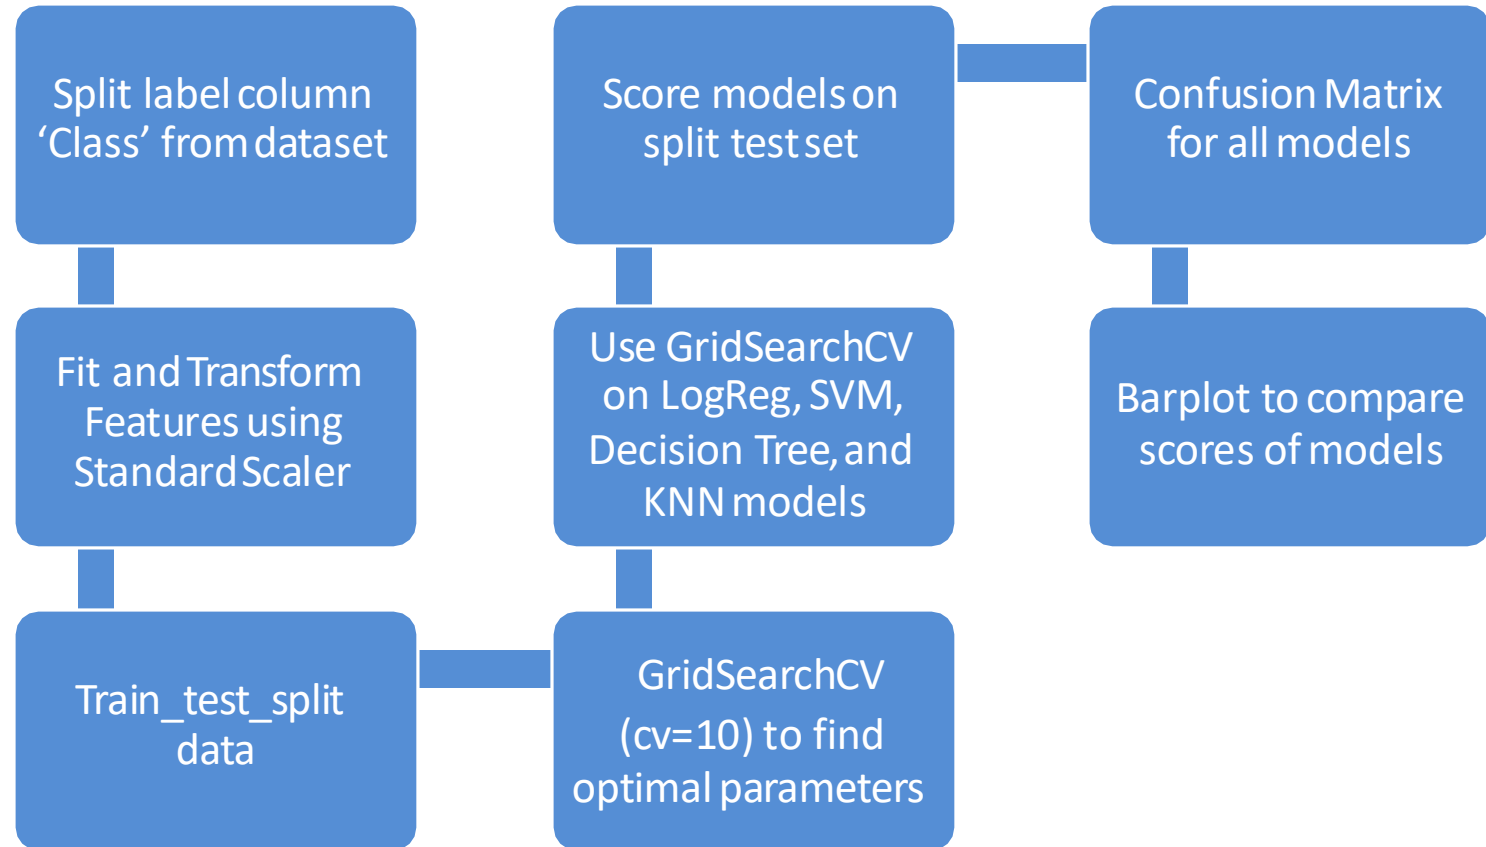 Split label column
‘Class’ from dataset
Fit and Transform
Features using
Standard Scaler
Train_test_split
data
GridSearchCV
(cv=10) to find
optimal parameters
Use GridSearchCV
on LogReg, SVM,
Decision Tree, and
KNN models
Score models on
split test set
Confusion Matrix
for all models
Barplot to compare
scores of models